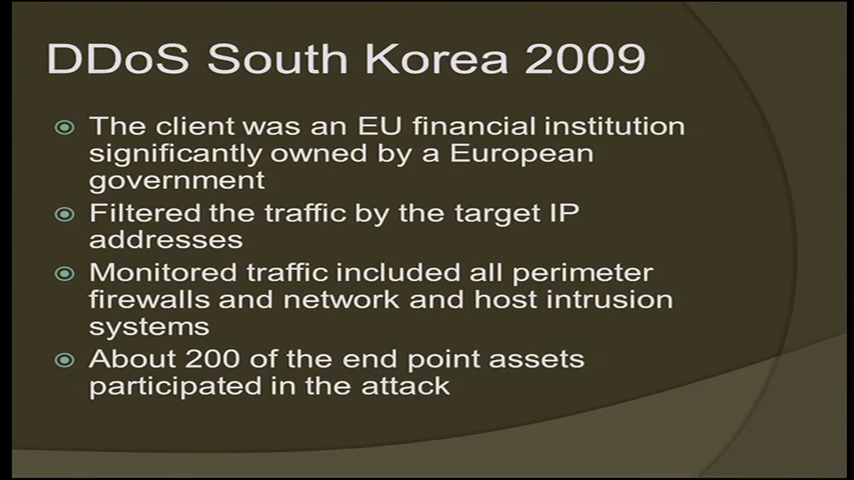 DDoS South Korea 2009
The client was an EU financial institution
significantly owned by a European
government
Filtered the traffic by the target IP
addresses
Monitored traffic included all perimeter
firewalls and network and host intrusion
systems
About 200 of the end point assets
participated in the attack